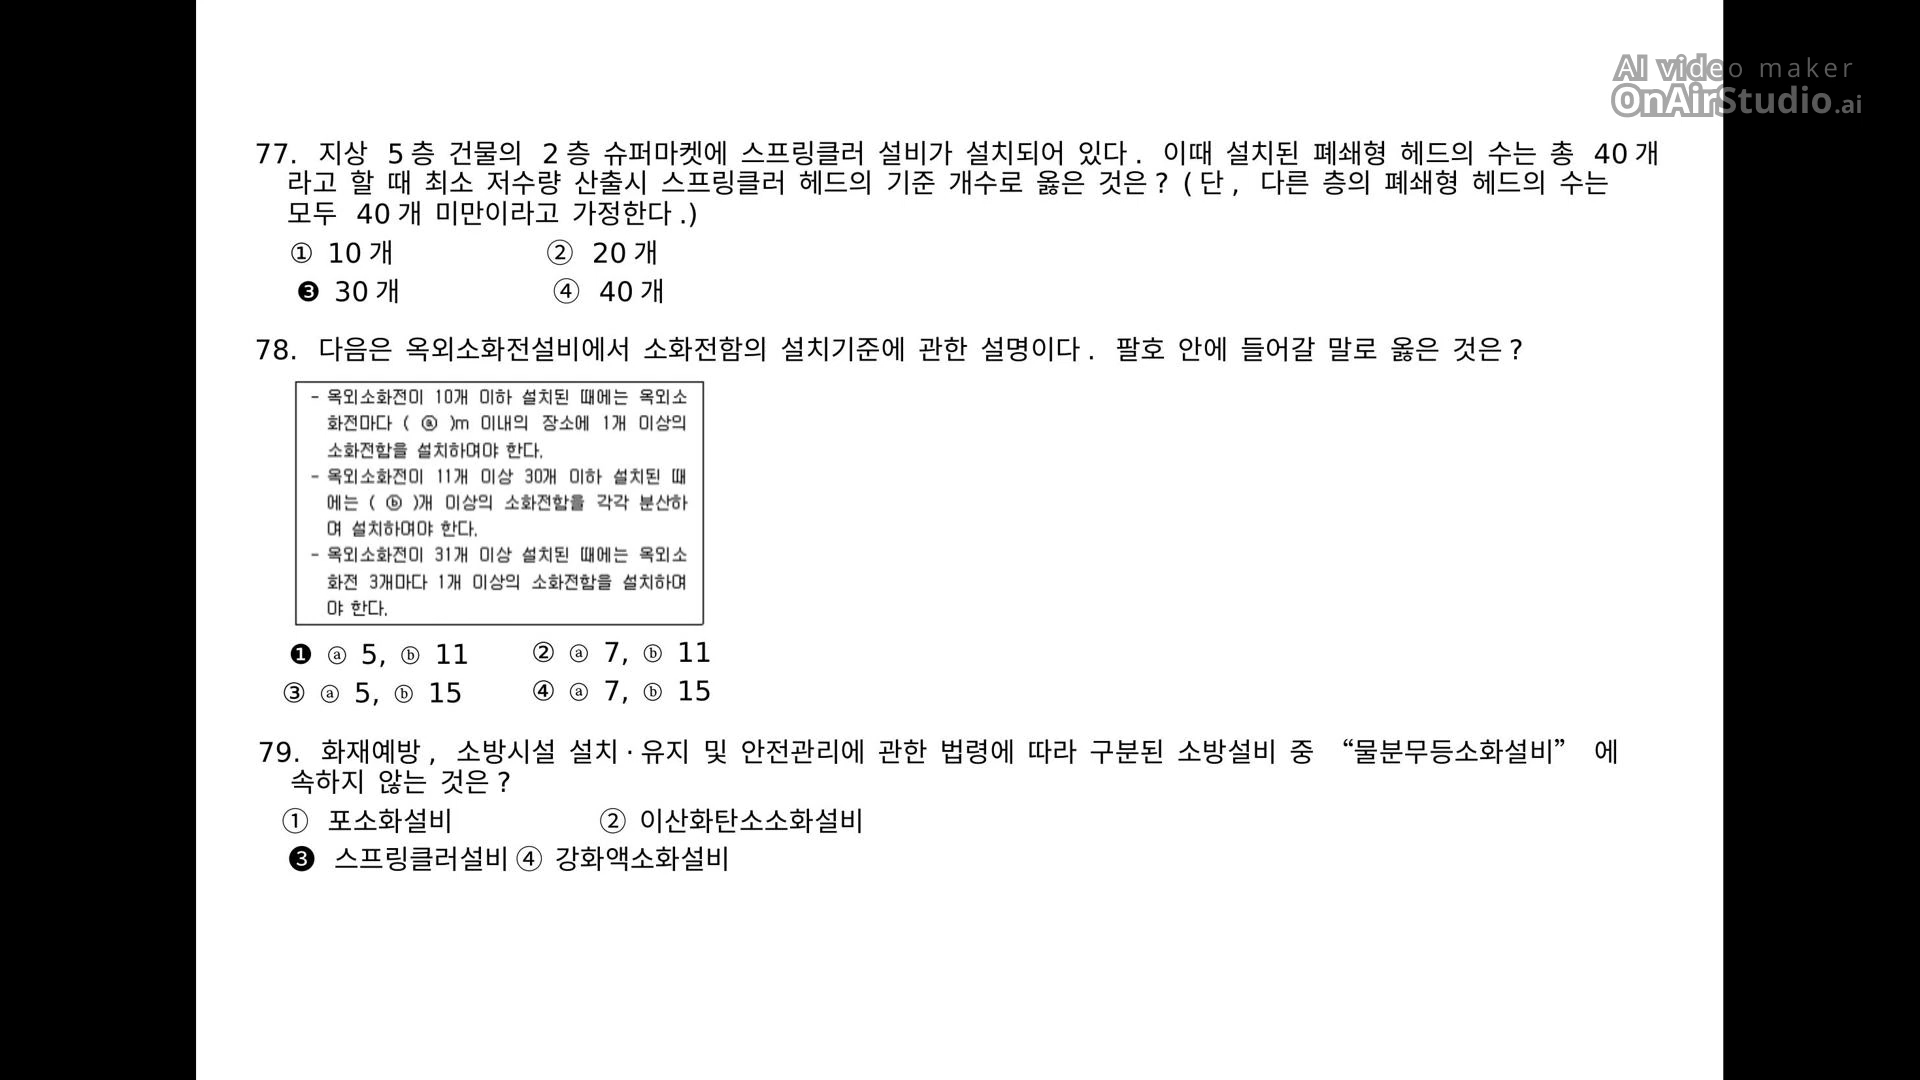 AI video maker
OnAirStudio.ai
77. 지상 5층 건물의 2층 슈퍼마켓에 스프링클러 설비가 설치되어 있다. 이때 설치된 폐쇄형 헤드의 수는 총 40개
라고 할 때 최소 저수량 산출시 스프링클러 헤드의 기준 개수로 옳은 것은? (단, 다른 층의 폐쇄형 헤드의 수는
모두 40개 미만이라고 가정한다.)
① 10개 ② 20개
❸ 30개 ④ 40개
78. 다음은 옥외소화전설비에서 소화전함의 설치기준에 관한 설명이다. 괄호 안에 들어갈 말로 옳은 것은?
- 옥외소화전이 10개 이하 설치된 때에는 옥외소
화전마다 ( ⓐ )m 이내의 장소에 1개 이상의
소화전함을 설치하여야 한다.
- 옥외소화전이 11개 이상 30개 이하 설치된 때
에는 ( ⓑ )개 이상의 소화전함을 각각 분산하
여 설치하여야 한다.
- 옥외소화전이 31개 이상 설치된 때에는 옥외소
화전 3개마다 1개 이상의 소화전함을 설치하여
야 한다.
❶ ⓐ 5, ⓑ 11 ② ⓐ 7, ⓑ 11
③ ⓐ 5, ⓑ 15 ④ ⓐ 7, ⓑ 15
79. 화재예방, 소방시설 설치·유지 및 안전관리에 관한 법령에 따라 구분된 소방설비 중 “물분무등소화설비” 에
속하지 않는 것은?
① 포소화설비 ② 이산화탄소소화설비
❸ 스프링클러설비 ④ 강화액소화설비